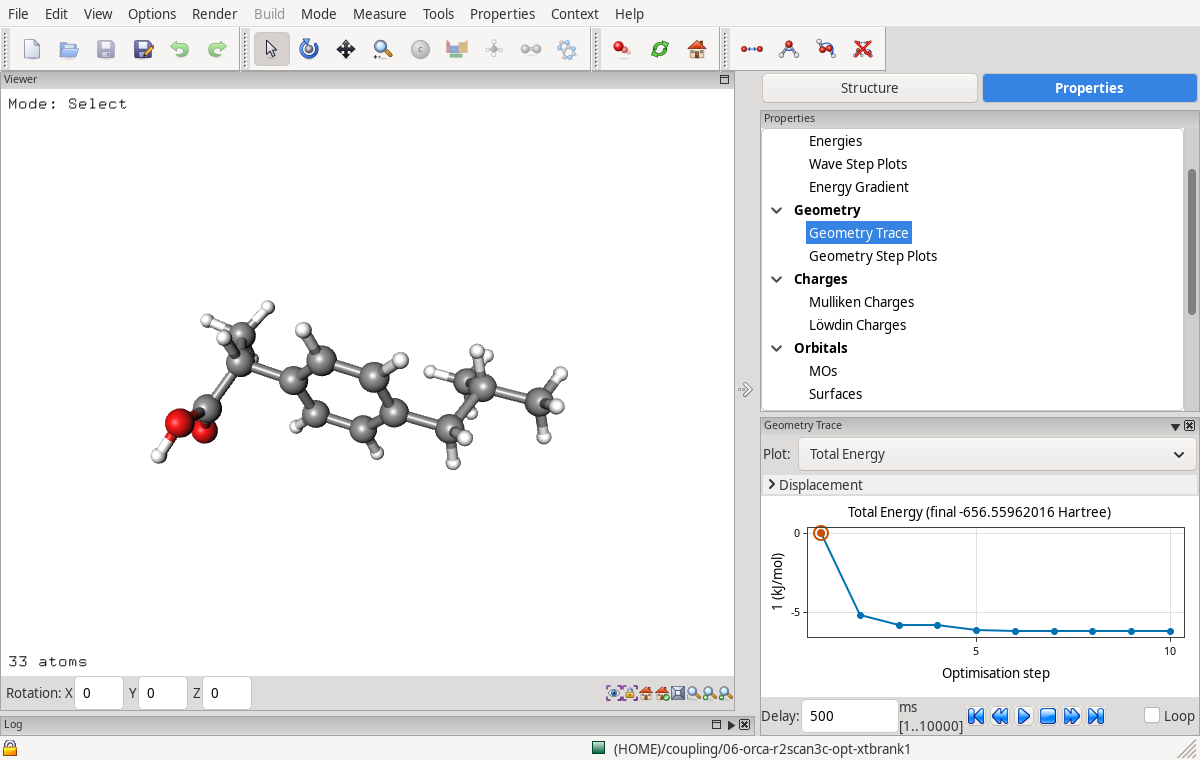 File Edit View Options Render Build Mode Measure Tools Properties Context Help
Viewer
Mode: Select
33 atoms
Rotation: X 0 Y 0 Z 0
Log
Structure Properties
Properties
Energies
Wave Step Plots
Energy Gradient
Geometry
Geometry Trace
Geometry Step Plots
Charges
Mulliken Charges
Löwdin Charges
Orbitals
MOs
Surfaces
Geometry Trace
Plot: Total Energy
Displacement
Total Energy (final -656.55962016 Hartree)
0
-5
1 (kJ/mol)
5 10
Optimisation step
Delay: 500 ms [1..10000] Loop
(HOME)/coupling/06-orca-r2scan3c-opt-xtbrank1